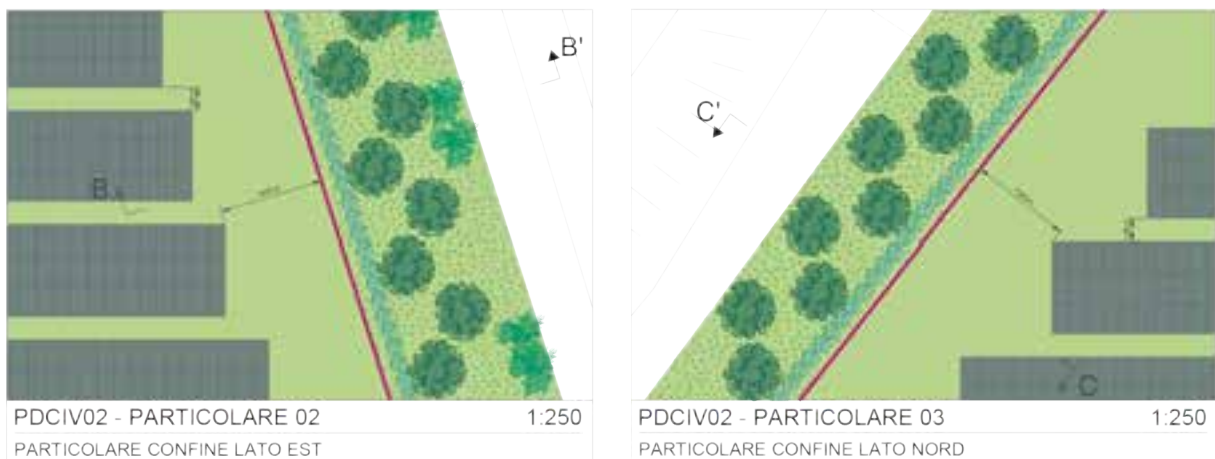 B'
B
PDCIV02 - PARTICOLARE 02 1:250
PARTICOLARE CONFINE LATO EST
C'
C
PDCIV02 - PARTICOLARE 03 1:250
PARTICOLARE CONFINE LATO NORD